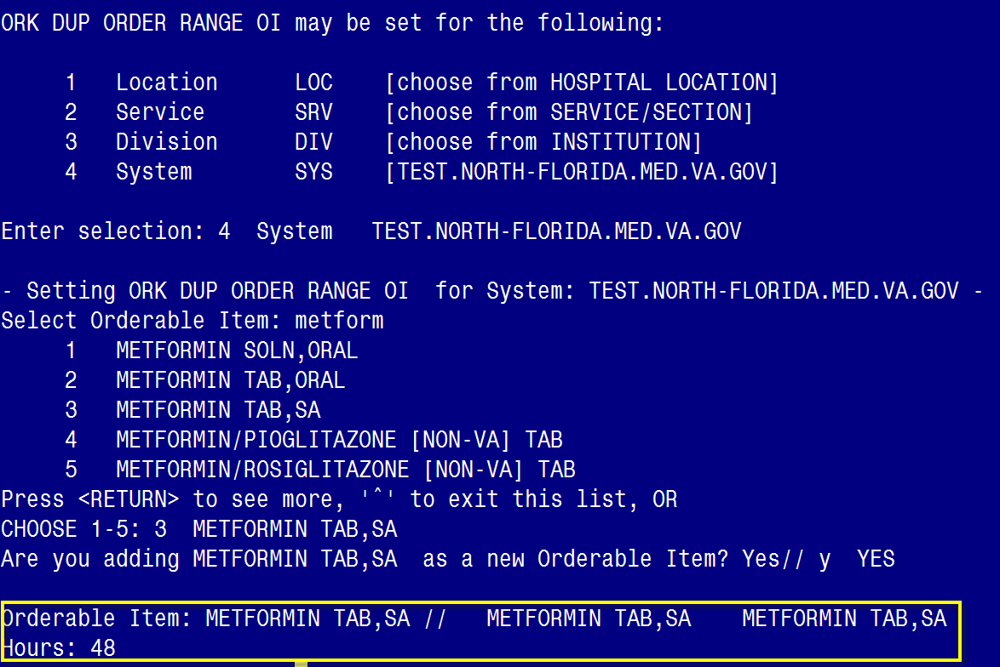 ORK DUP ORDER RANGE OI may be set for the following:
1 Location LOC [choose from HOSPITAL LOCATION]
2 Service SRV [choose from SERVICE/SECTION]
3 Division DIV [choose from INSTITUTION]
4 System SYS [TEST.NORTH-FLORIDA.MED.VA.GOV]
Enter selection: 4 System TEST.NORTH-FLORIDA.MED.VA.GOV
- Setting ORK DUP ORDER RANGE OI for System: TEST.NORTH-FLORIDA.MED.VA.GOV -
Select Orderable Item: metform
1 METFORMIN SOLN,ORAL
2 METFORMIN TAB,ORAL
3 METFORMIN TAB,SA
4 METFORMIN/PIOGLITAZONE [NON-VA] TAB
5 METFORMIN/ROSIGLITAZONE [NON-VA] TAB
Press <RETURN> to see more, '^' to exit this list, OR
CHOOSE 1-5: 3 METFORMIN TAB,SA
Are you adding METFORMIN TAB,SA as a new Orderable Item? Yes// y YES
Orderable Item: METFORMIN TAB,SA // METFORMIN TAB,SA METFORMIN TAB,SA
Hours: 48